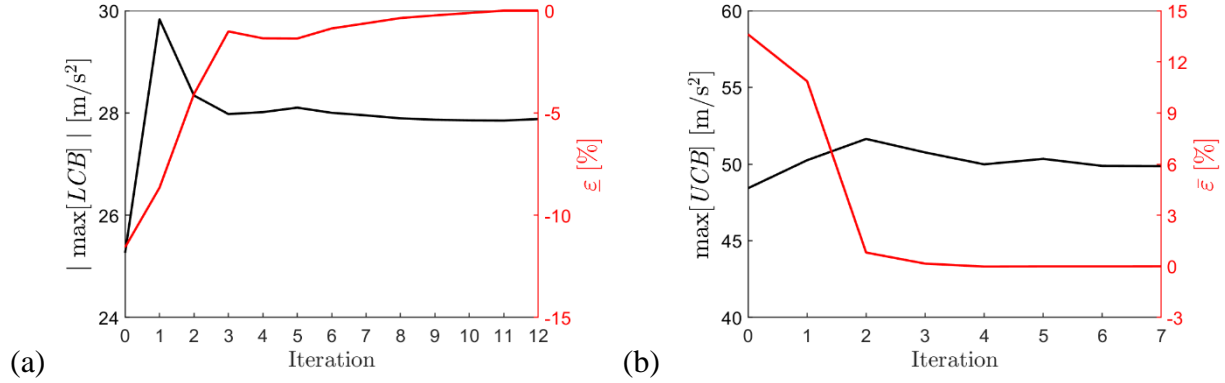 30
28
26
24
| max[LCB] | [m/s²]
0
-5
-10
-15
ε [%]
0 1 2 3 4 5 6 7 8 9 10 11 12
Iteration
(a)
60
55
50
45
40
max[UCB] [m/s²]
15
12
9
6
3
0
-3
ε̄ [%]
0 1 2 3 4 5 6 7
Iteration
(b)